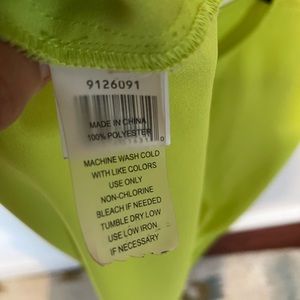 9126091
MADE IN CHINA
100% POLYESTER
MACHINE WASH COLD
WITH LIKE COLORS
USE ONLY
NON-CHLORINE
BLEACH IF NEEDED
TUMBLE DRY LOW
USE LOW IRON
IF NECESSARY